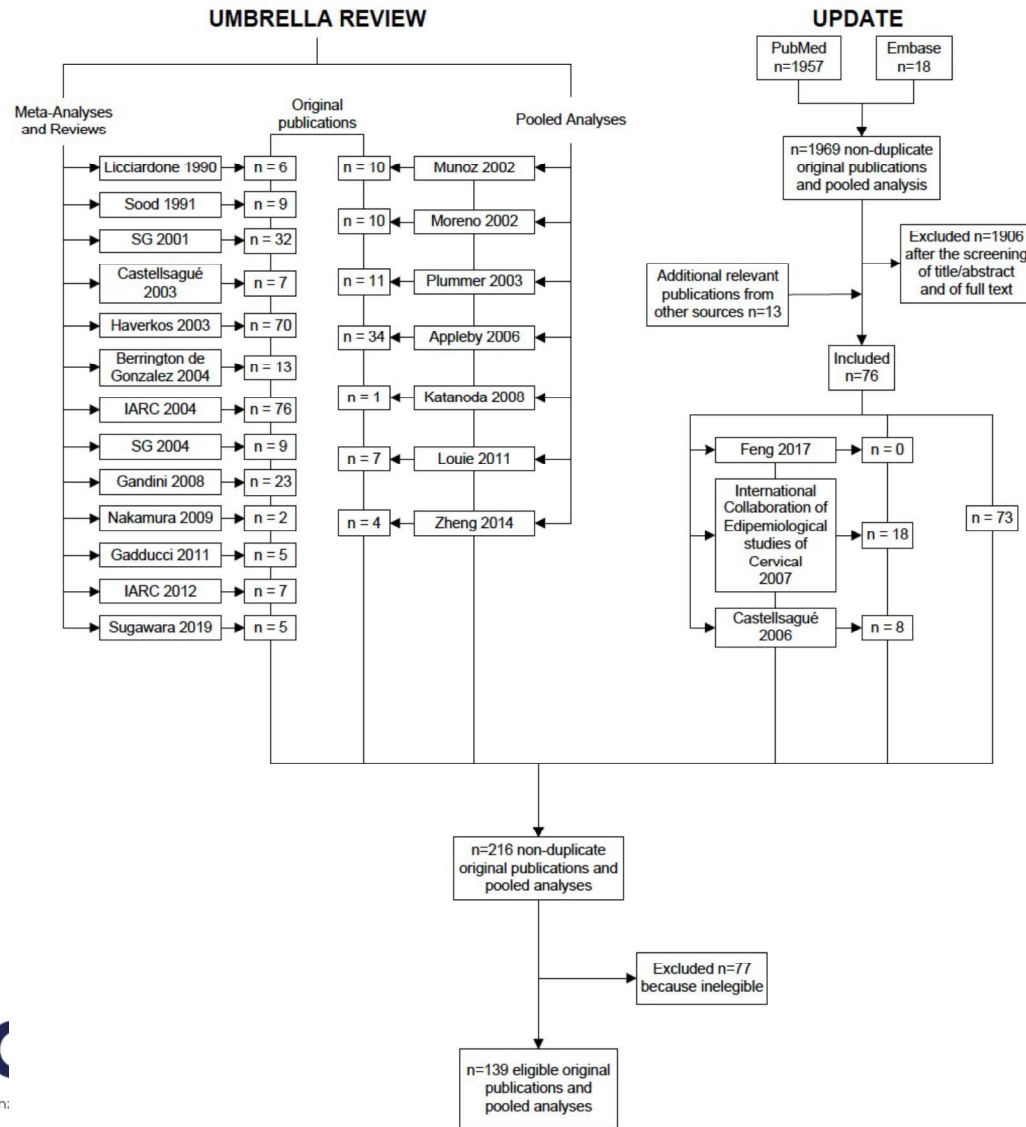 UMBRELLA REVIEW
Meta-Analyses
and Reviews
Original
publications
Pooled Analyses
Licciardone 1990
n = 6
Sood 1991
n = 9
SG 2001
n = 32
Castellsagué
2003
n = 7
Haverkos 2003
n = 70
Berrington de
Gonzalez 2004
n = 13
IARC 2004
n = 76
SG 2004
n = 9
Gandini 2008
n = 23
Nakamura 2009
n = 2
Gadducci 2011
n = 5
IARC 2012
n = 7
Sugawara 2019
n = 5
n = 10
Munoz 2002
n = 10
Moreno 2002
n = 11
Plummer 2003
n = 34
Appleby 2006
n = 1
Katanoda 2008
n = 7
Louie 2011
n = 4
Zheng 2014
UPDATE
PubMed
n=1957
Embase
n=18
n=1969 non-duplicate
original publications
and pooled analysis
Excluded n=1906
after the screening
of title/abstract
and of full text
Additional relevant
publications from
other sources n=13
Included
n=76
Feng 2017
n = 0
International
Collaboration of
Edipemiological
studies of
Cervical
2007
n = 18
Castellsagué
2006
n = 8
n = 73
n=216 non-duplicate
original publications and
pooled analyses
Excluded n=77
because inelegible
n=139 eligible original
publications and
pooled analyses